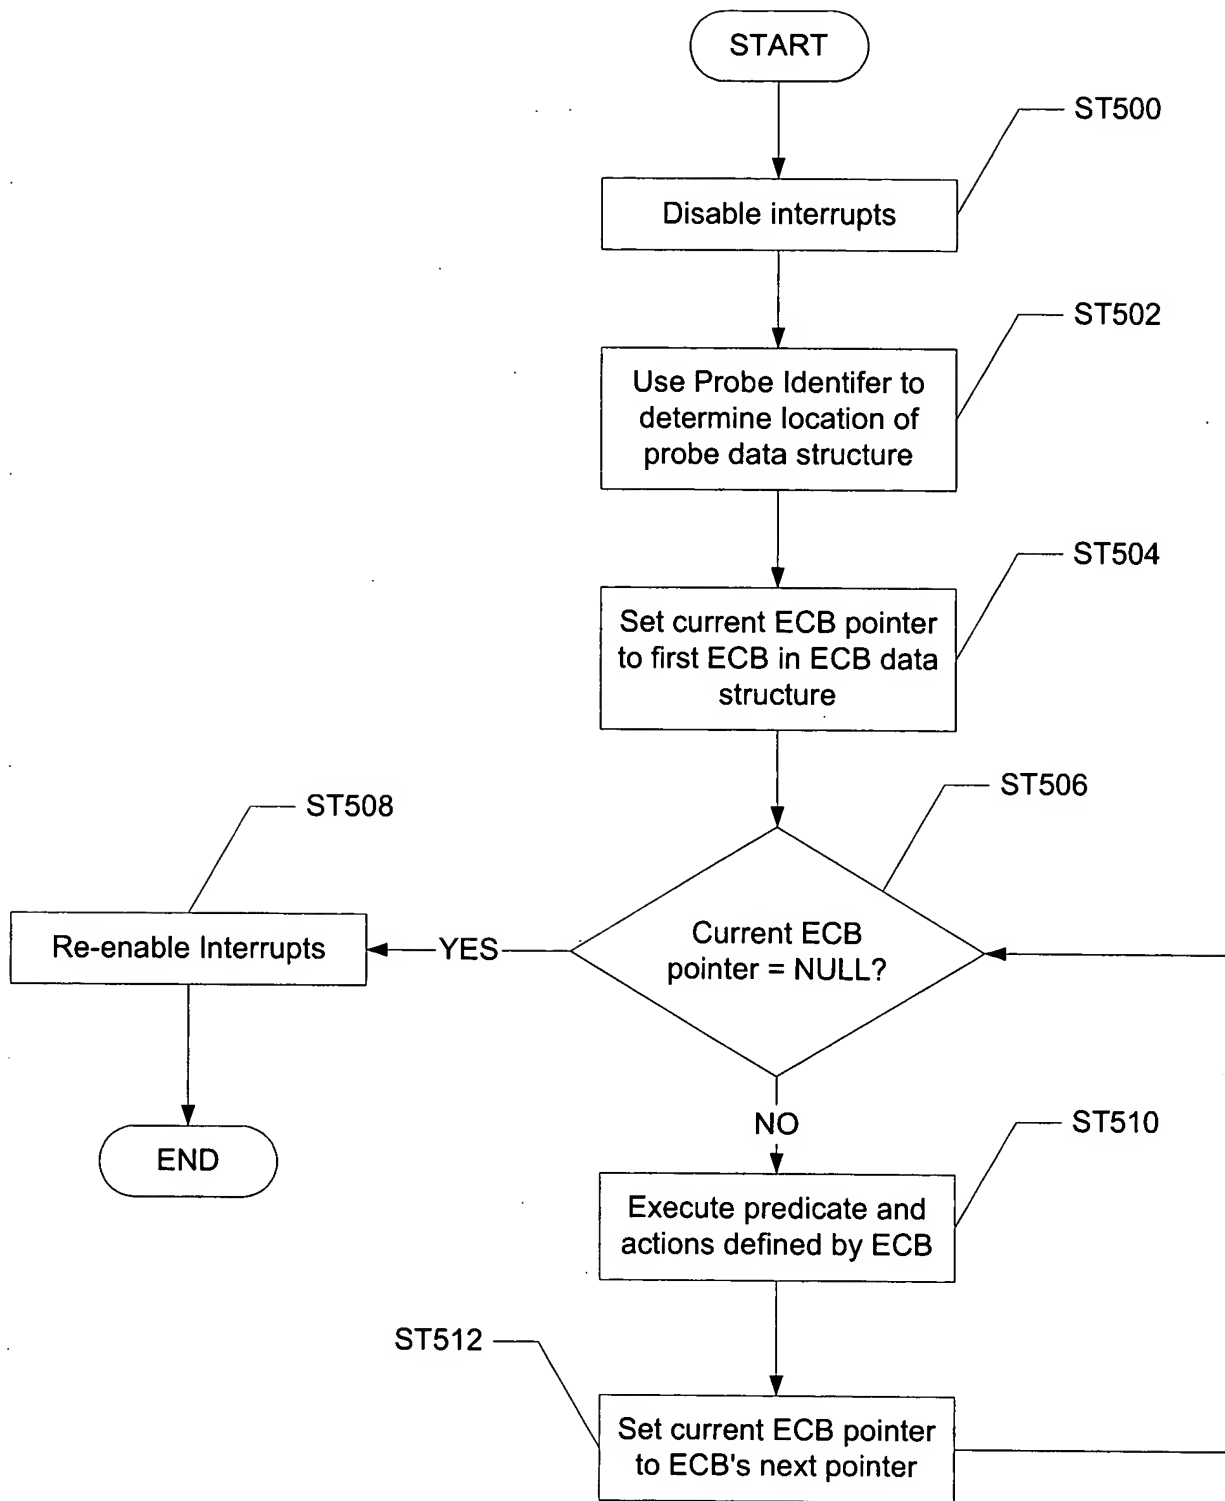 START
ST500
Disable interrupts
ST502
Use Probe Identifer to
determine location of
probe data structure
ST504
Set current ECB pointer
to first ECB in ECB data
structure
ST506
Current ECB
pointer = NULL?
YES
ST508
Re-enable Interrupts
END
NO
ST510
Execute predicate and
actions defined by ECB
ST512
Set current ECB pointer
to ECB's next pointer